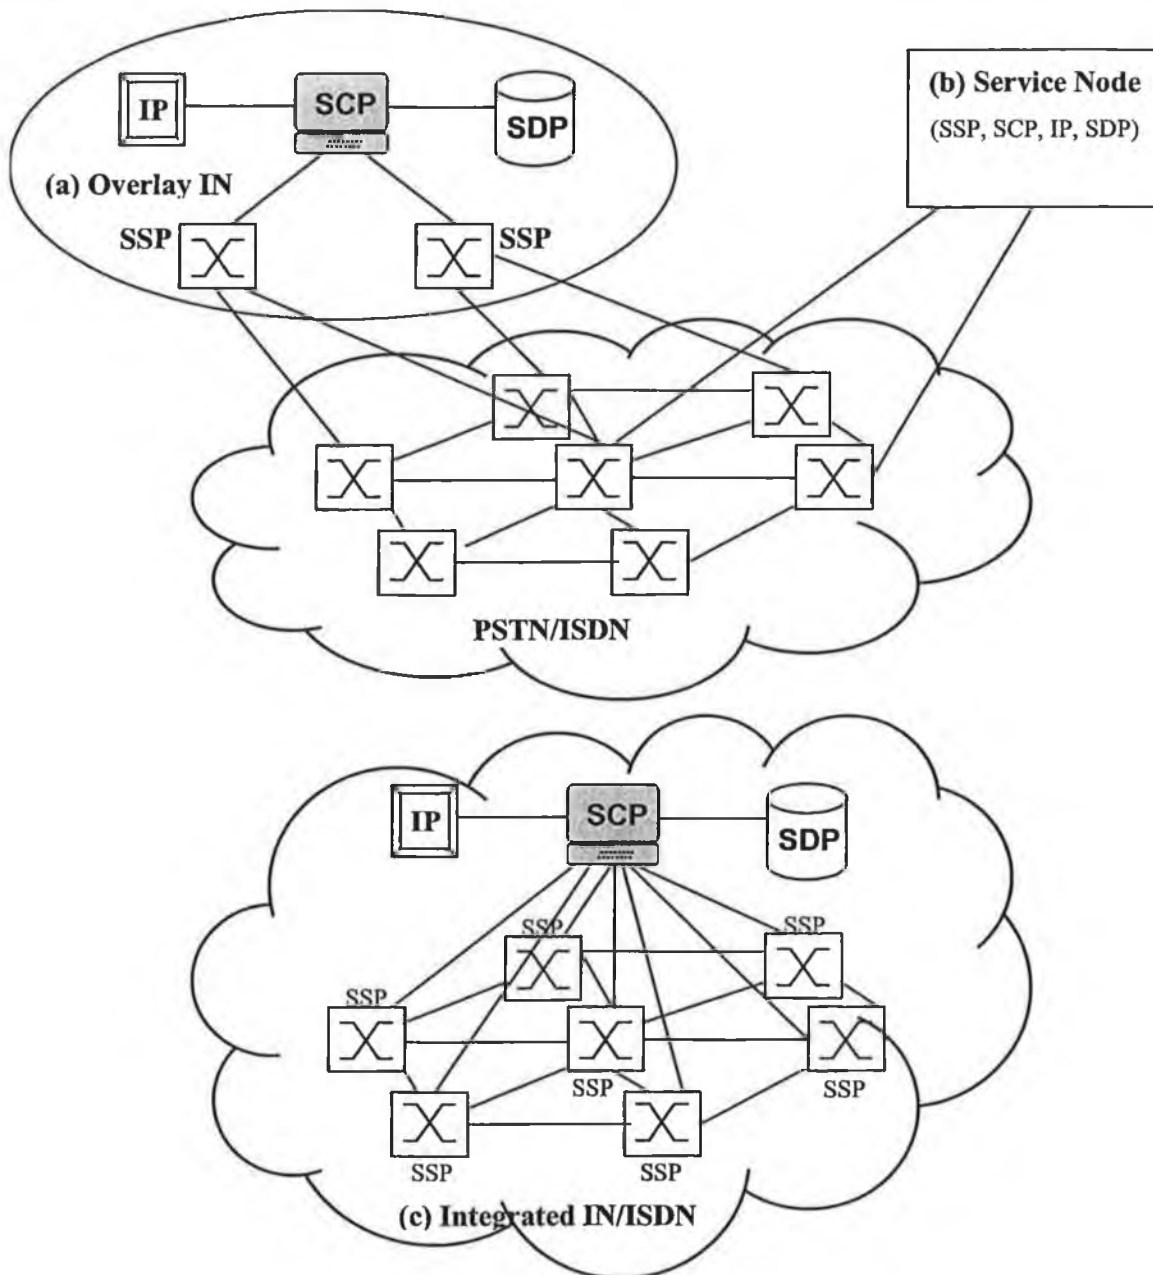 IP
SCP
SDP
(a) Overlay IN
SSP
SSP
(b) Service Node
(SSP, SCP, IP, SDP)
PSTN/ISDN
IP
SCP
SDP
SSP
SSP
SSP
SSP
SSP
SSP
SSP
(c) Integrated IN/ISDN